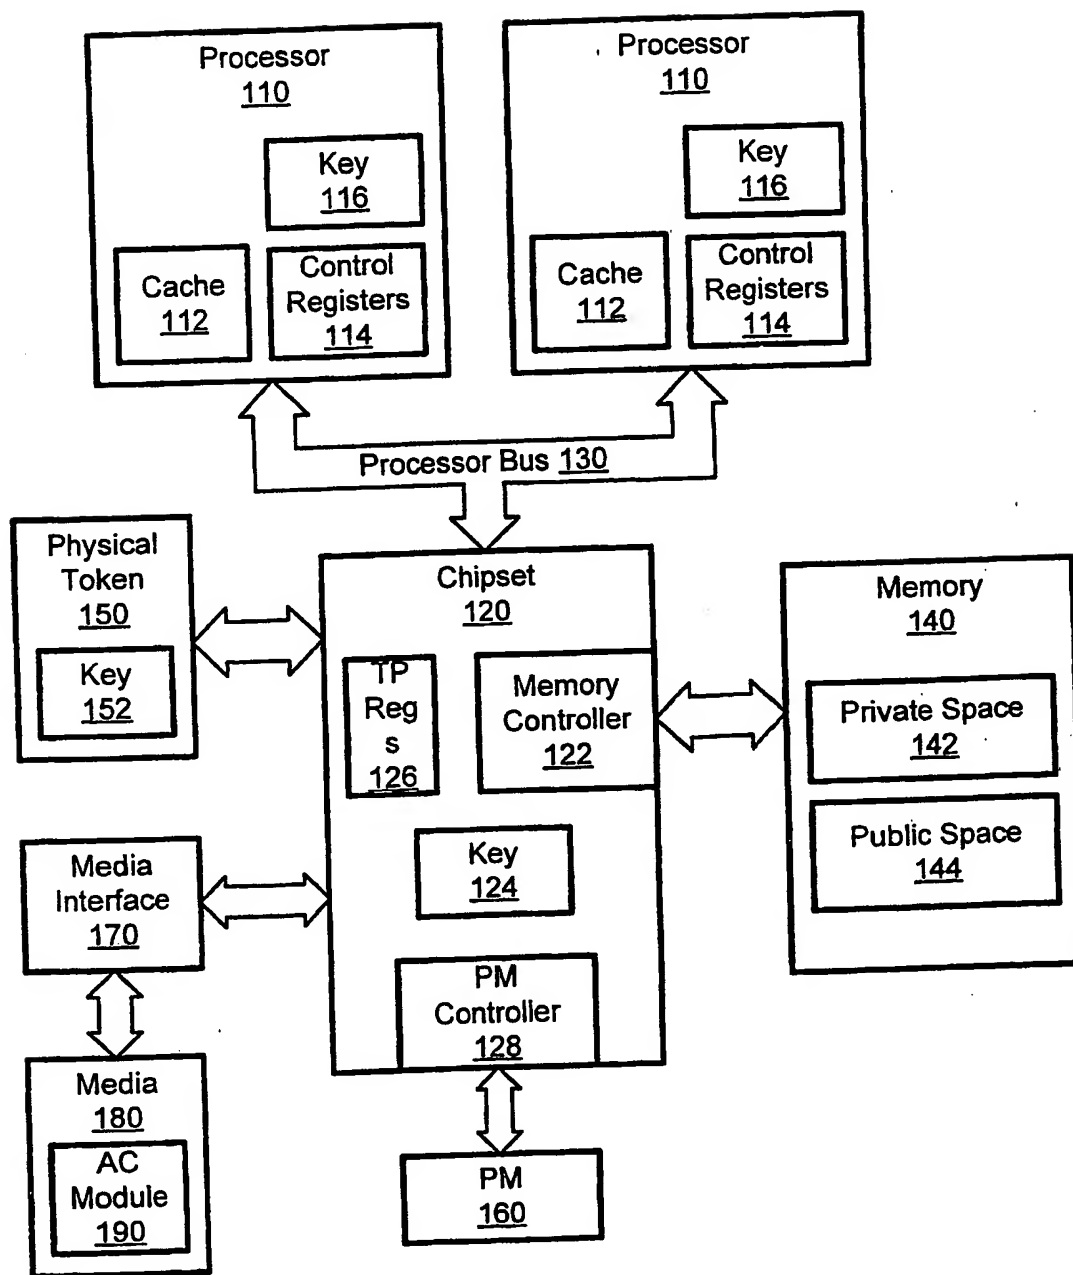 Processor
110
Key
116
Cache
112
Control
Registers
114
Processor
110
Key
116
Cache
112
Control
Registers
114
Processor Bus 130
Physical
Token
150
Key
152
Chipset
120
TP
Reg
s
126
Memory
Controller
122
Key
124
PM
Controller
128
Memory
140
Private Space
142
Public Space
144
Media
Interface
170
Media
180
AC
Module
190
PM
160